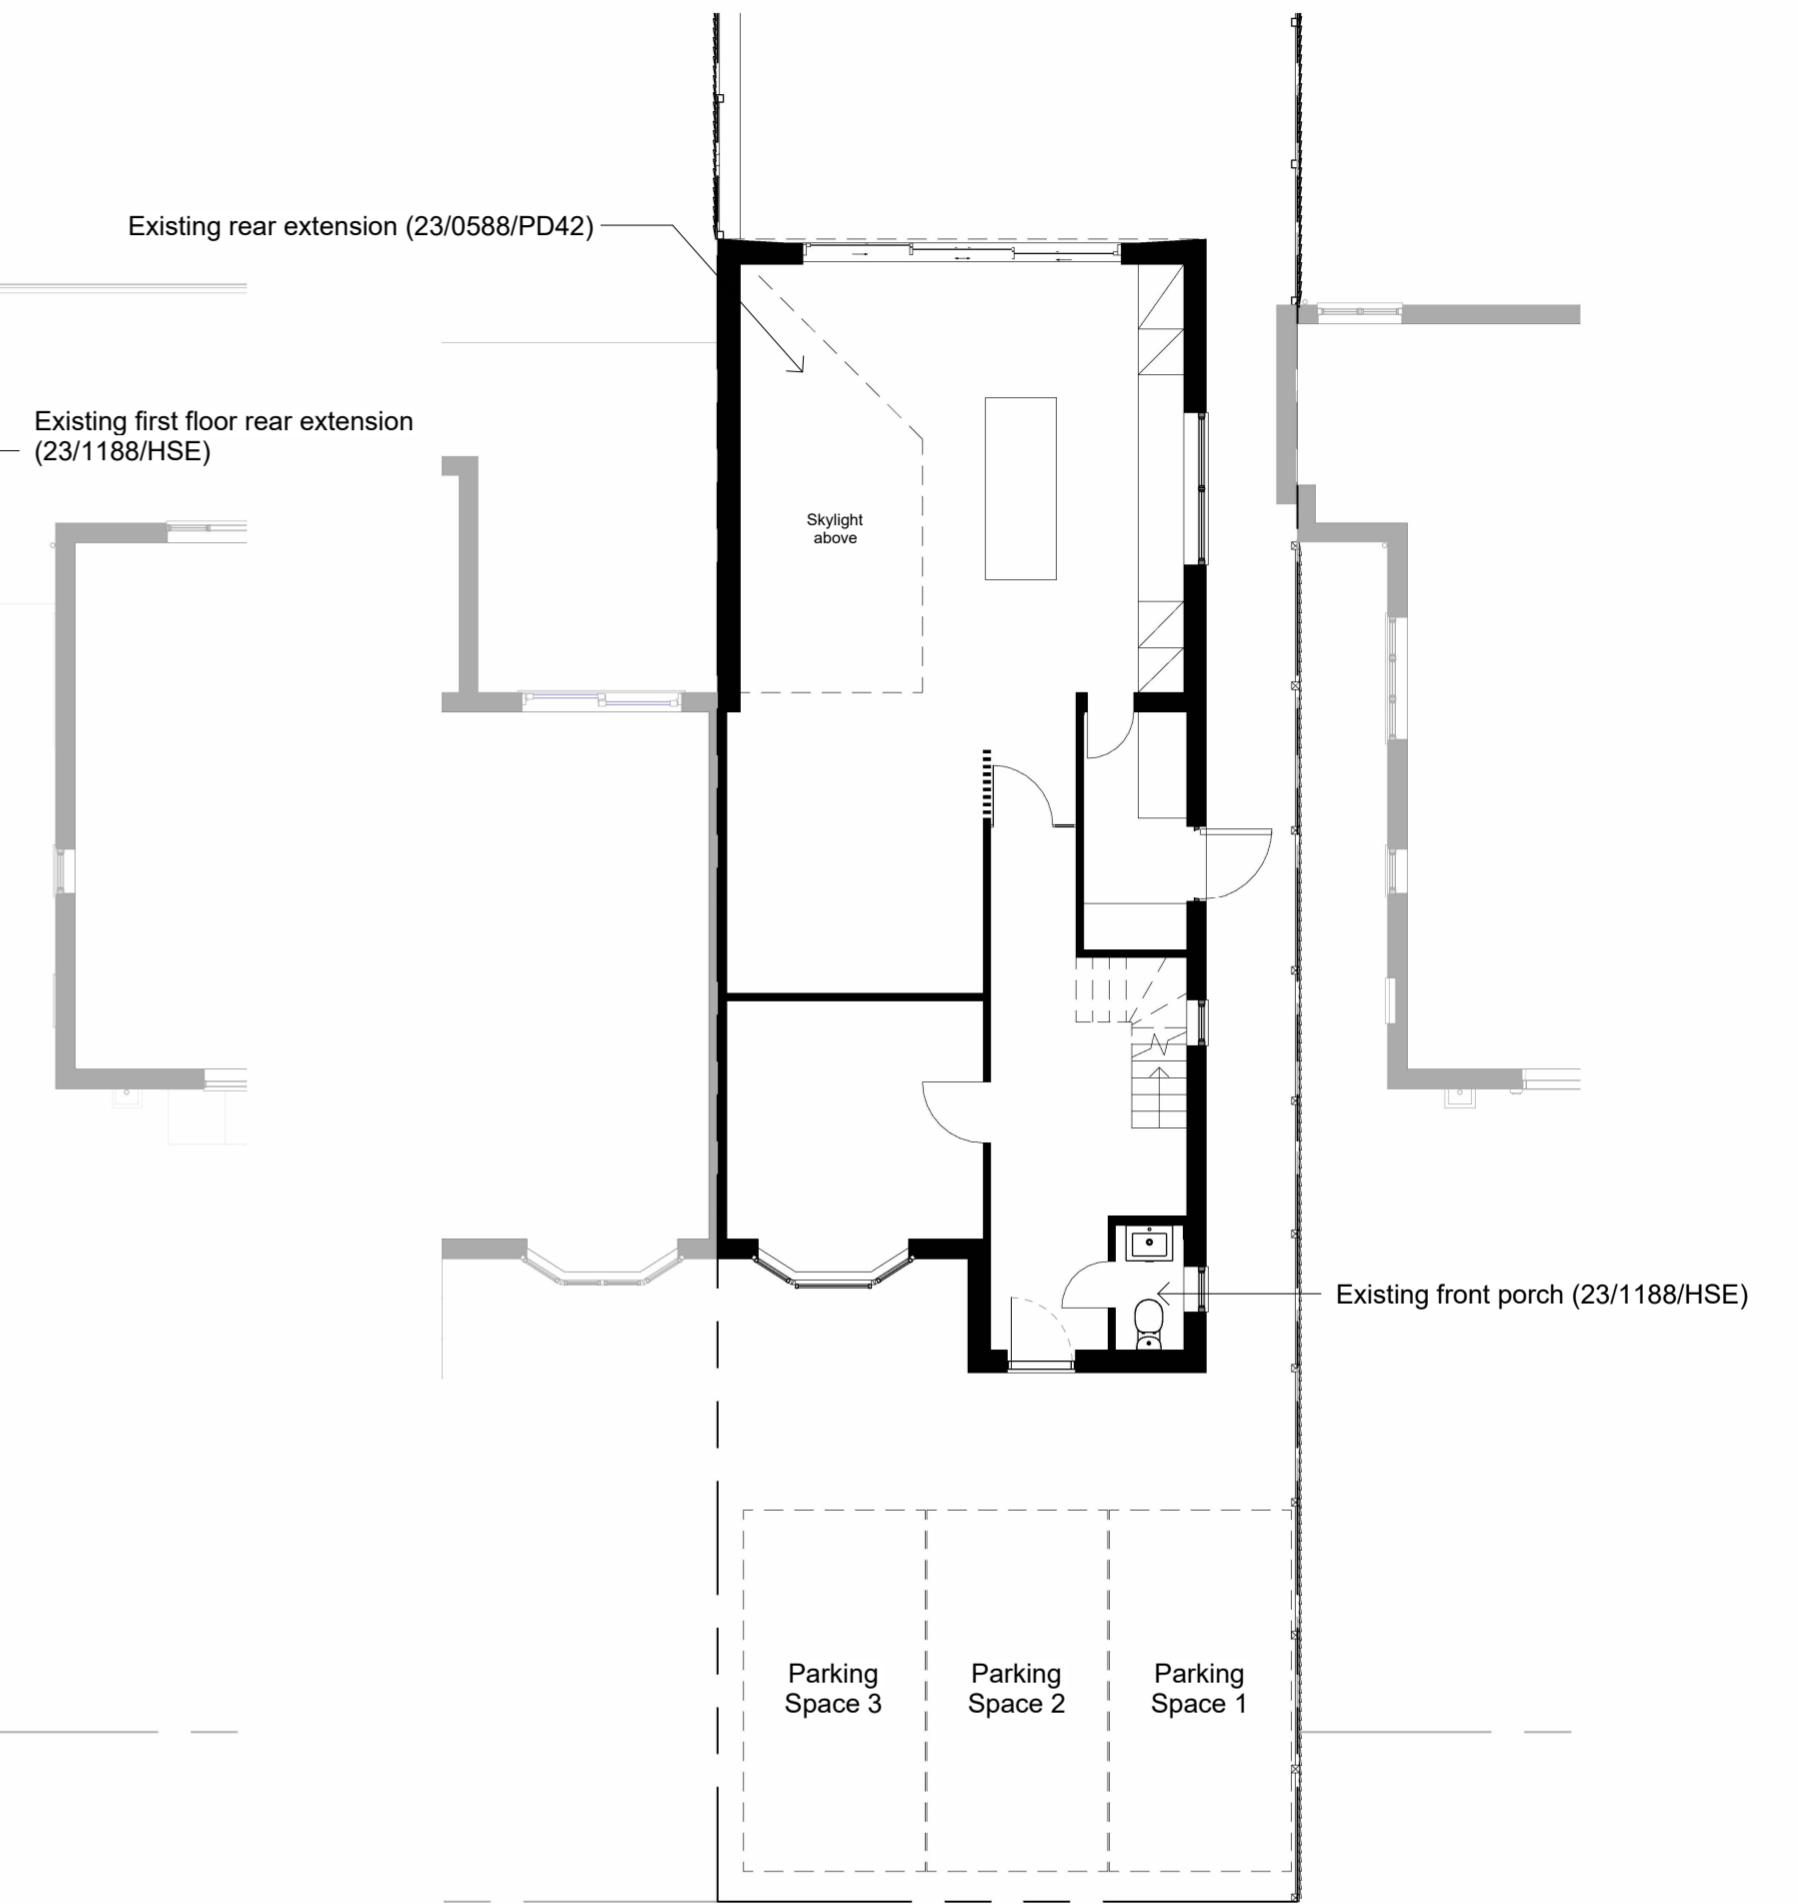 Existing rear extension (23/0588/PD42)
Existing first floor rear extension
(23/1188/HSE)
Skylight
above
Existing front porch (23/1188/HSE)
Parking
Space 3
Parking
Space 2
Parking
Space 1